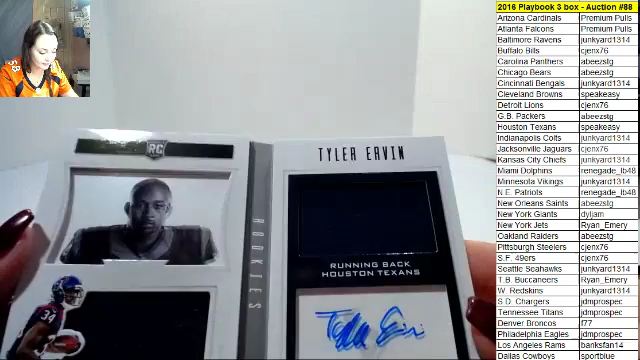 2016 Playbook 3 box - Auction #88
Arizona Cardinals Premium Pulls
Atlanta Falcons Premium Pulls
Baltimore Ravens junkyard1314
Buffalo Bills cjenx76
Carolina Panthers abeezstg
Chicago Bears abeezstg
Cincinnati Bengals junkyard1314
Cleveland Browns speakeasy
Detroit Lions cjenx76
G.B. Packers abeezstg
Houston Texans speakeasy
Indianapolis Colts junkyard1314
Jacksonville Jaguars cjenx76
Kansas City Chiefs junkyard1314
Miami Dolphins renegade_lb48
Minnesota Vikings junkyard1314
N.E. Patriots renegade_lb48
New Orleans Saints abeezstg
New York Giants dyljam
New York Jets Ryan_Emery
Oakland Raiders abeezstg
Pittsburgh Steelers cjenx76
S.F. 49ers cjenx76
Seattle Seahawks junkyard1314
T.B. Buccaneers Ryan_Emery
W. Redskins junkyard1314
S.D. Chargers jdmprospec
Tennessee Titans jdmprospec
Denver Broncos f77
Philadelphia Eagles jdmprospec
Los Angeles Rams banksfan14
Dallas Cowboys sportblue
RC
ROOKIES
TYLER ERVIN
RUNNING BACK
HOUSTON TEXANS
34